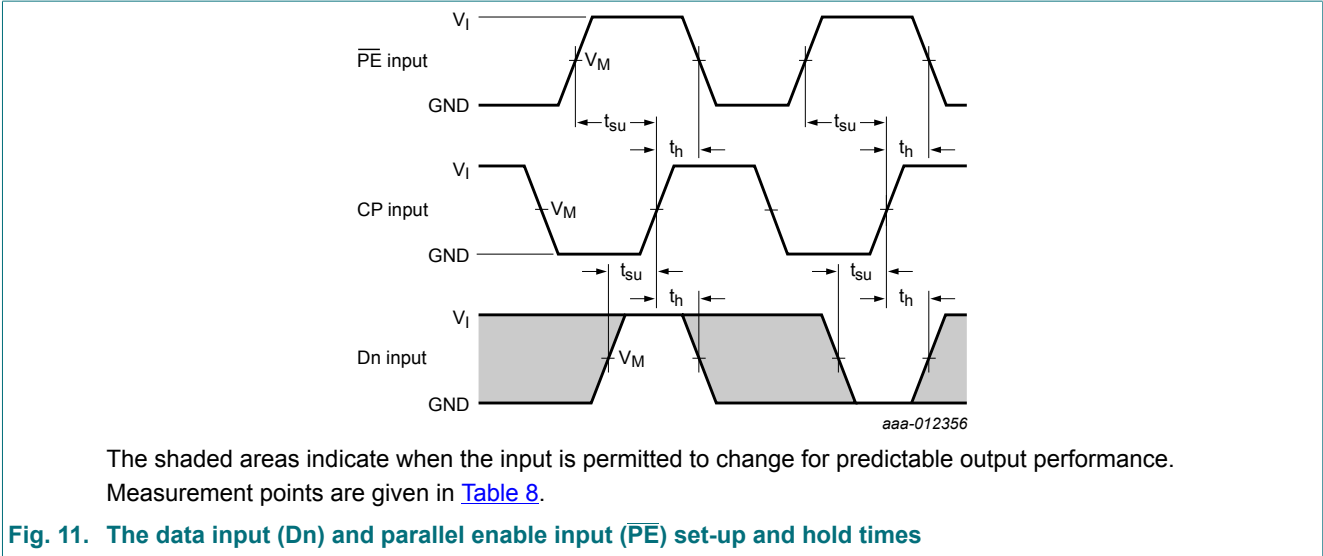 V_I
PE input
V_M
GND
t_su t_su
t_h t_h
V_I
CP input
V_M
GND
t_su t_su
t_h t_h
V_I
Dn input
V_M
GND
aaa-012356
The shaded areas indicate when the input is permitted to change for predictable output performance.
Measurement points are given in Table 8.
Fig. 11. The data input (Dn) and parallel enable input (PE) set-up and hold times